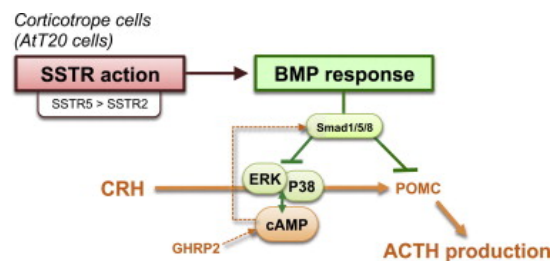 Corticotrope cells
(AtT20 cells)
SSTR action
BMP response
SSTR5 > SSTR2
Smad1/5/8
ERK
P38
CRH
POMC
cAMP
GHRP2
ACTH production